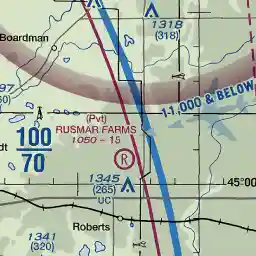 1318
(318)
Boardman
11,000 & BELOW
(Pvt)
RUSMAR FARMS
1050 - 15
100
70
R
1345
(265)
UC
45°00
Roberts
1341
(320)